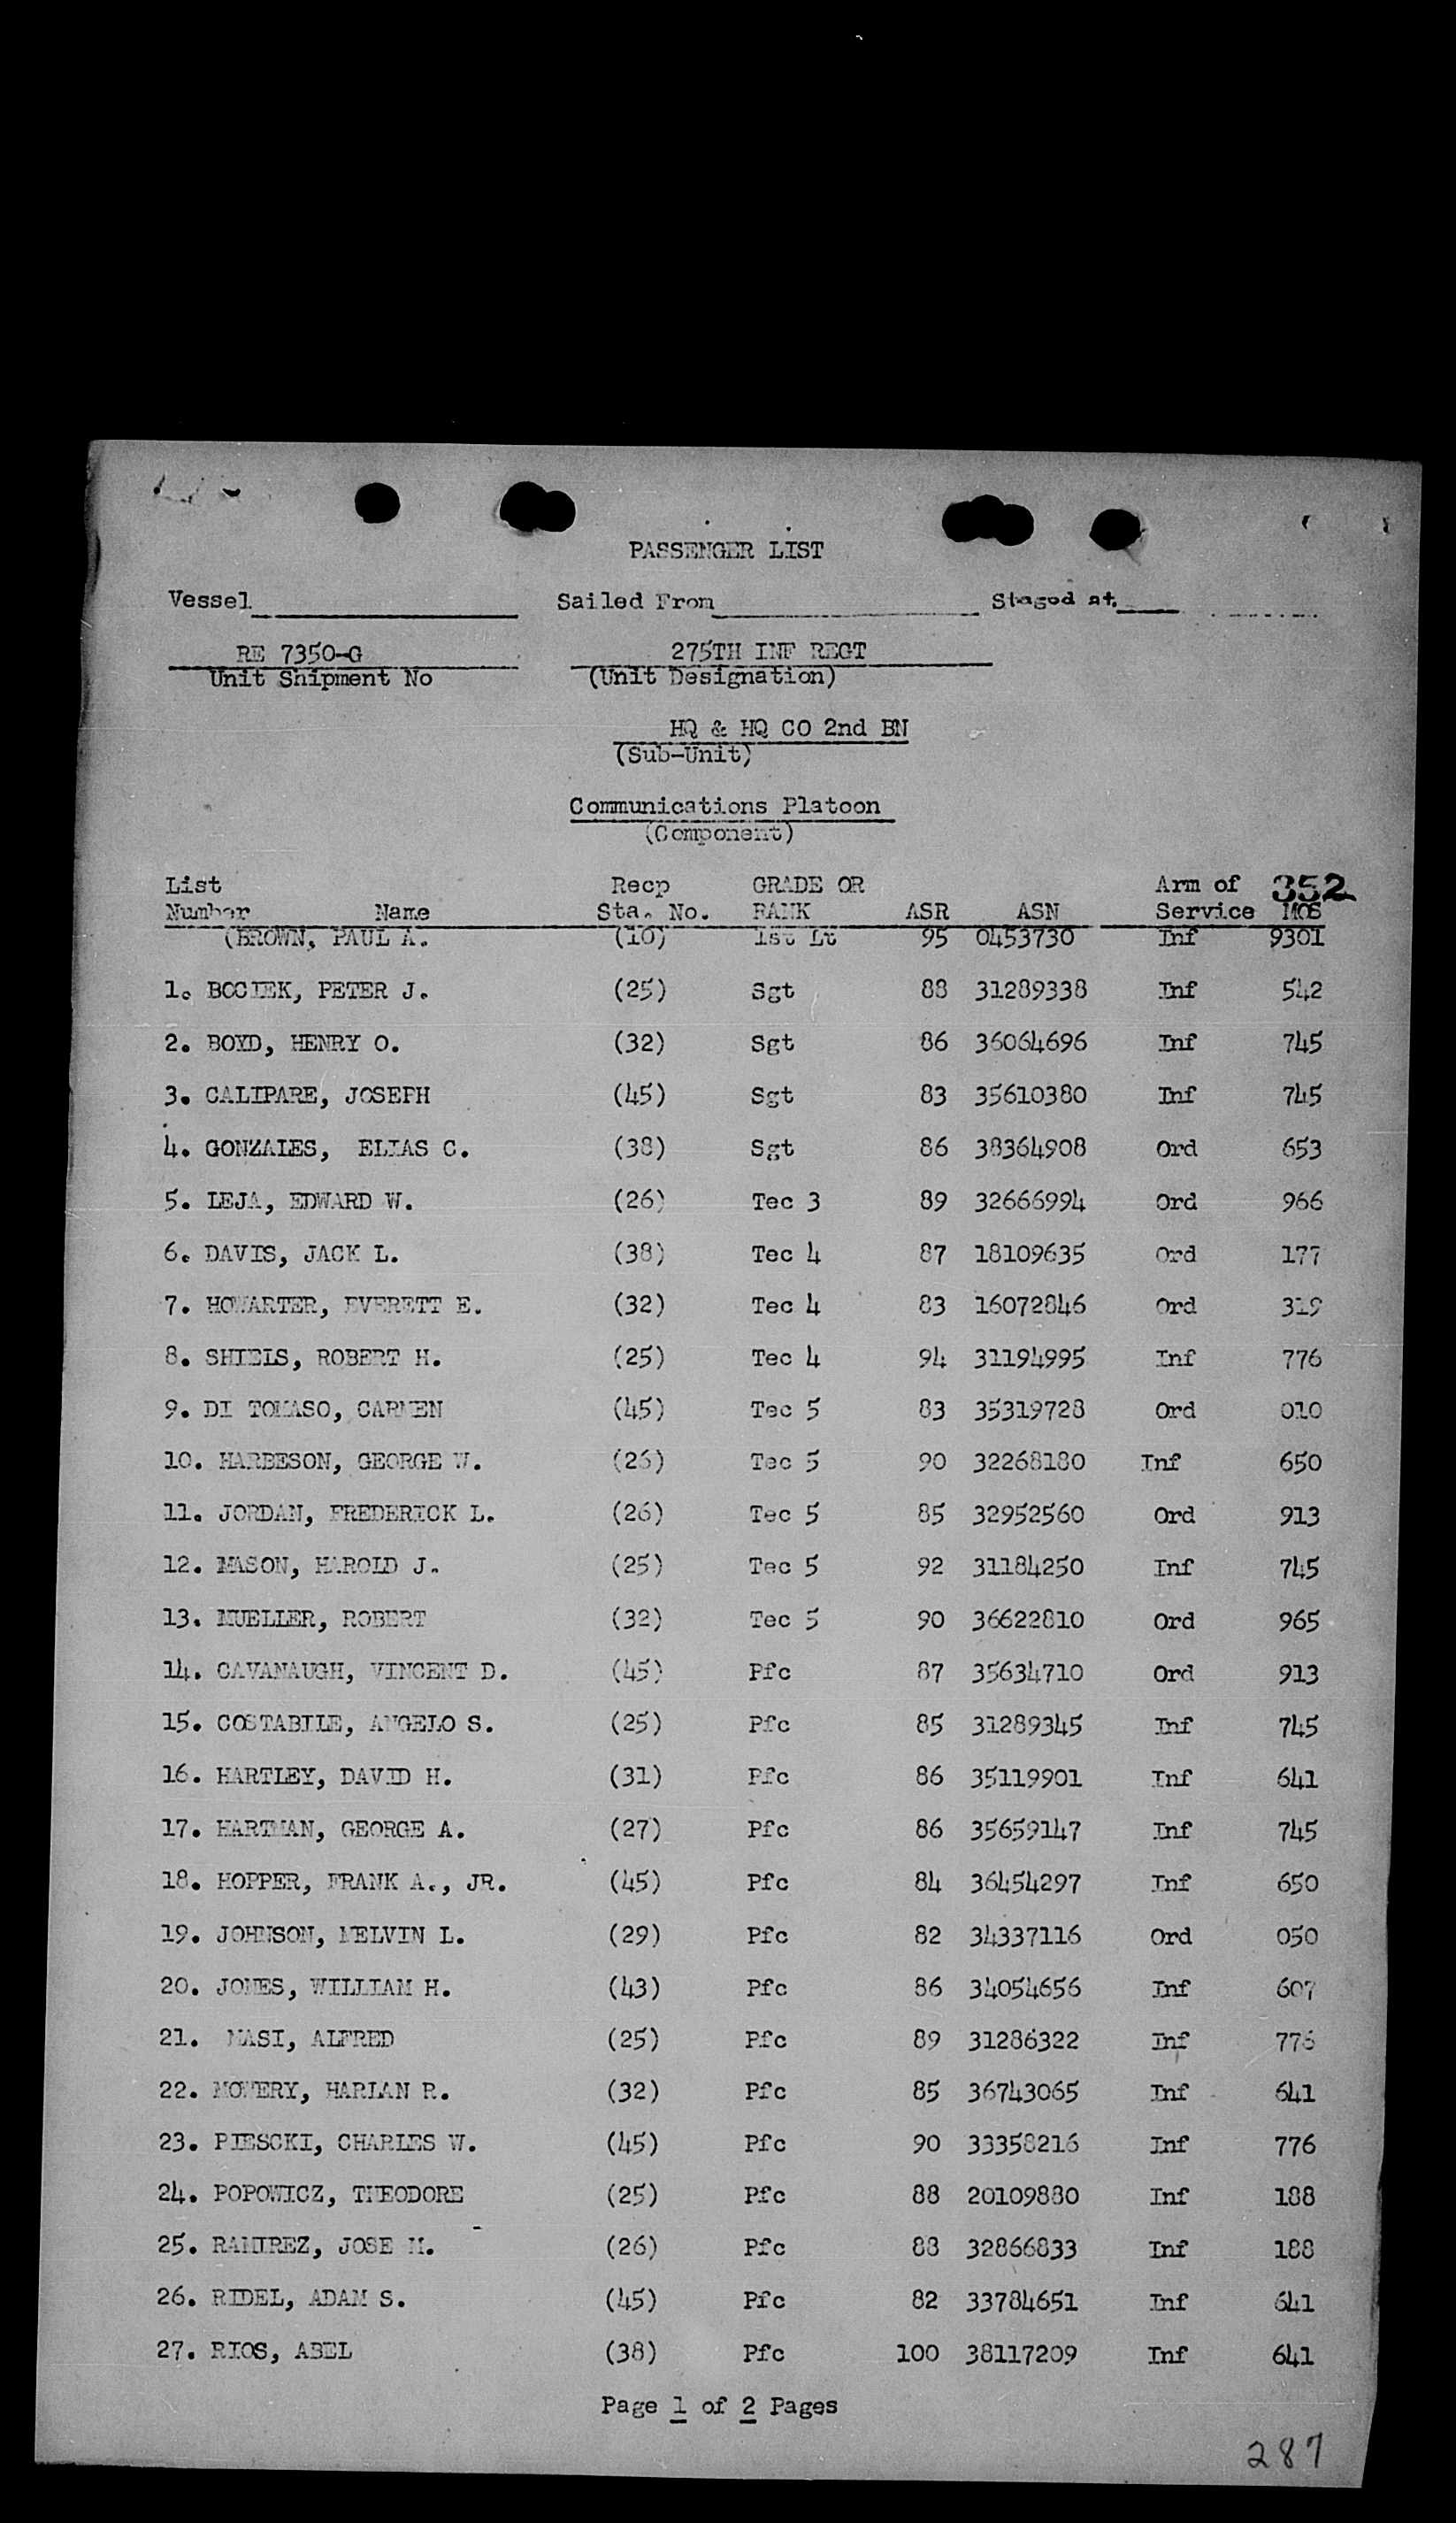 PASSENGER LIST
Vessel Sailed From Staged at
RE 7350-G 275TH INF REGT
Unit Shipment No (Unit Designation)
HQ & HQ CO 2nd BN
(Sub-Unit)
Communications Platoon
(Component)
List Recp GRADE OR Arm of 352
Number Name Sta. No. RANK ASR ASN Service MOS
(BROWN, PAUL A. (10) 1st Lt 95 0453730 Inf 9301
1. BOCIEK, PETER J. (25) Sgt 88 31289338 Inf 542
2. BOYD, HENRY O. (32) Sgt 86 36064696 Inf 745
3. CALIPARE, JOSEPH (45) Sgt 83 35610380 Inf 745
4. GONZALES, ELIAS C. (38) Sgt 86 38364908 Ord 653
5. LEJA, EDWARD W. (26) Tec 3 89 32666994 Ord 966
6. DAVIS, JACK L. (38) Tec 4 87 18109635 Ord 177
7. HOWARTER, EVERETT E. (32) Tec 4 83 16072846 Ord 319
8. SHIELS, ROBERT H. (25) Tec 4 94 31194995 Inf 776
9. DI TOMASO, CARMEN (45) Tec 5 83 35319728 Ord 010
10. HARBESON, GEORGE W. (26) Tec 5 90 32268180 Inf 650
11. JORDAN, FREDERICK L. (26) Tec 5 85 32952560 Ord 913
12. MASON, HAROLD J. (25) Tec 5 92 31184250 Inf 745
13. MUELLER, ROBERT (32) Tec 5 90 36622810 Ord 965
14. CAVANAUGH, VINCENT D. (45) Pfc 87 35634710 Ord 913
15. COSTABILE, ANGELO S. (25) Pfc 85 31289345 Inf 745
16. HARTLEY, DAVID H. (31) Pfc 86 35119901 Inf 641
17. HARTMAN, GEORGE A. (27) Pfc 86 35659147 Inf 745
18. HOPPER, FRANK A., JR. (45) Pfc 84 36454297 Inf 650
19. JOHNSON, MELVIN L. (29) Pfc 82 34337116 Ord 050
20. JONES, WILLIAM H. (43) Pfc 86 34054656 Inf 607
21. MASI, ALFRED (25) Pfc 89 31286322 Inf 776
22. MOWERY, HARLAN R. (32) Pfc 85 36743065 Inf 641
23. PIESCKI, CHARLES W. (45) Pfc 90 33358216 Inf 776
24. POPOWICZ, THEODORE (25) Pfc 88 20109880 Inf 188
25. RAMIREZ, JOSE M. (26) Pfc 88 32866833 Inf 188
26. RIDEL, ADAM S. (45) Pfc 82 33784651 Inf 641
27. RIOS, ABEL (38) Pfc 100 38117209 Inf 641
Page 1 of 2 Pages
287